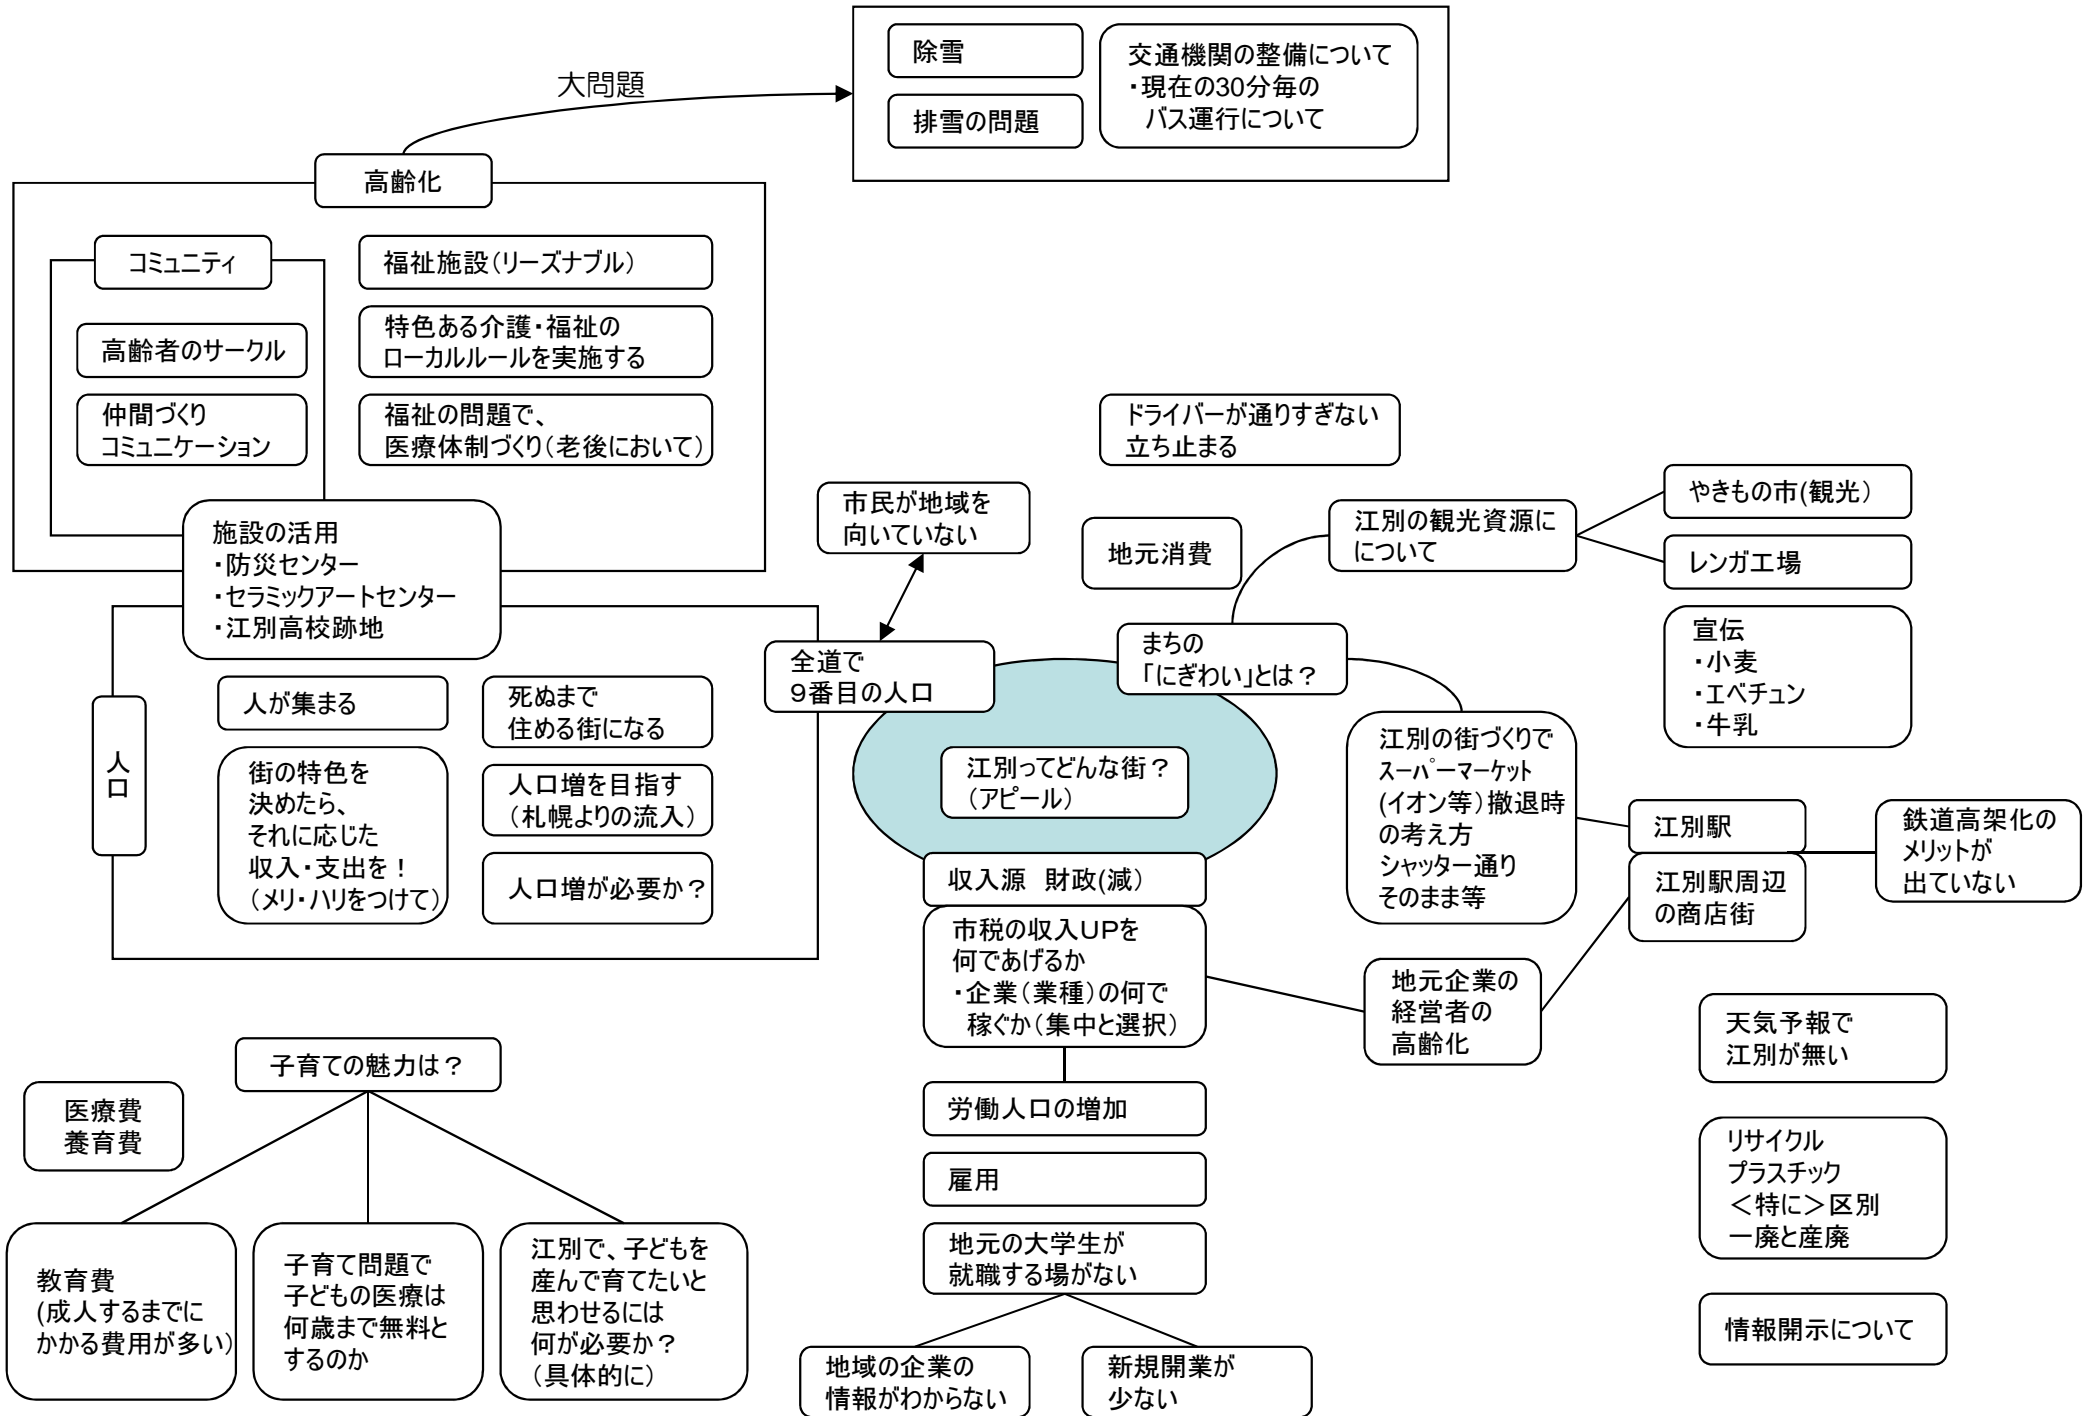 除雪
排雪の問題
交通機関の整備について
・現在の30分毎の
バス運行について
大問題
高齢化
コミュニティ
高齢者のサークル
仲間づくり
コミュニケーション
福祉施設（リーズナブル）
特色ある介護・福祉の
ローカルルールを実施する
福祉の問題で、
医療体制づくり（老後において）
施設の活用
・防災センター
・セラミックアートセンター
・江別高校跡地
人口
人が集まる
街の特色を
決めたら、
それに応じた
収入・支出を！
（メリ・ハリをつけて）
死ぬまで
住める街になる
人口増を目指す
（札幌よりの流入）
人口増が必要か？
市民が地域を
向いていない
全道で
９番目の人口
ドライバーが通りすぎない
立ち止まる
地元消費
まちの
「にぎわい」とは？
江別の観光資源に
について
やきもの市(観光）
レンガ工場
宣伝
・小麦
・エベチュン
・牛乳
江別ってどんな街？
（アピール）
江別の街づくりで
スーパーマーケット
(イオン等）撤退時
の考え方
シャッター通り
そのまま等
江別駅
江別駅周辺
の商店街
鉄道高架化の
メリットが
出ていない
収入源　財政(減）
市税の収入UPを
何であげるか
・企業（業種）の何で
稼ぐか（集中と選択）
地元企業の
経営者の
高齢化
労働人口の増加
雇用
地元の大学生が
就職する場がない
地域の企業の
情報がわからない
新規開業が
少ない
子育ての魅力は？
医療費
養育費
教育費
(成人するまでに
かかる費用が多い）
子育て問題で
子どもの医療は
何歳まで無料と
するのか
江別で、子どもを
産んで育てたいと
思わせるには
何が必要か？
（具体的に）
天気予報で
江別が無い
リサイクル
プラスチック
＜特に＞区別
一廃と産廃
情報開示について